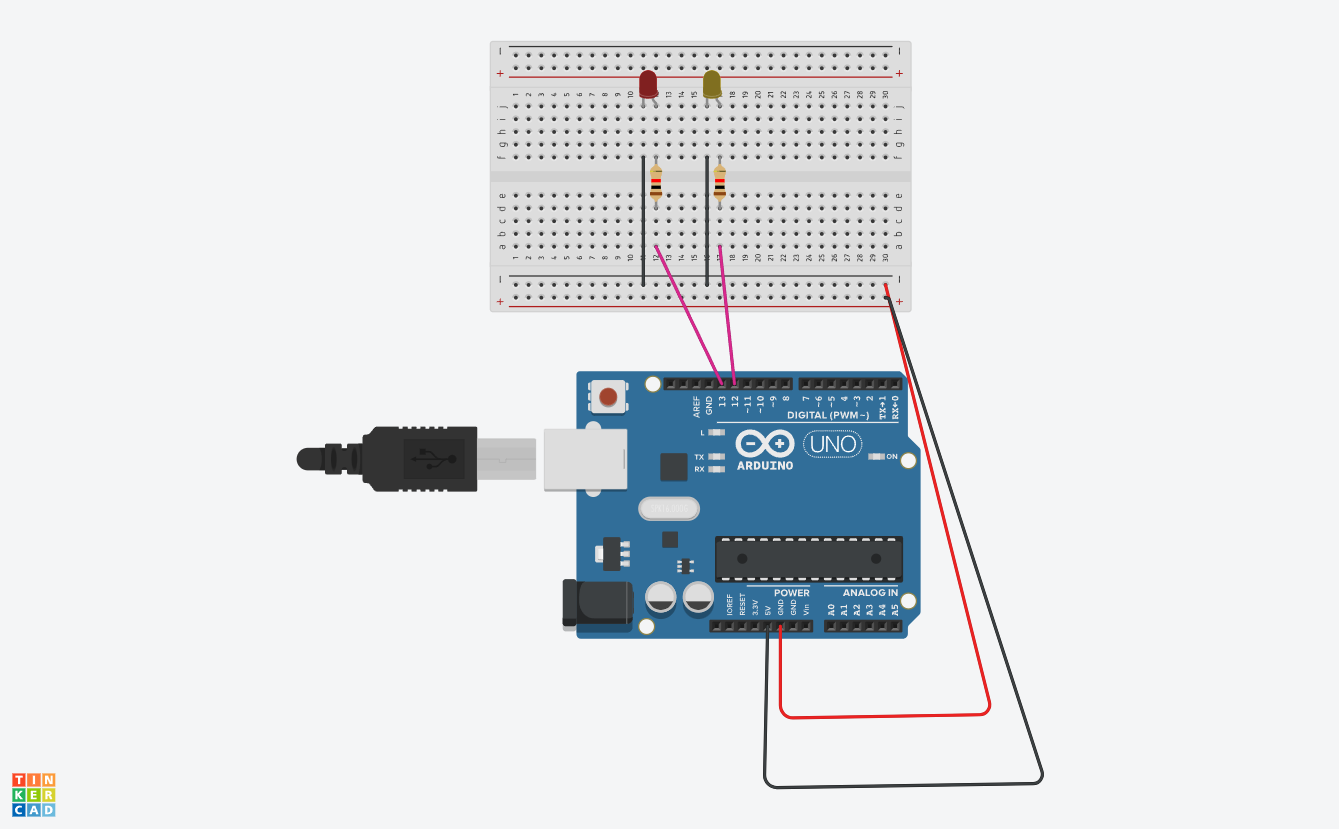 − −
+ +
1 2 3 4 5 6 7 8 9 10 13 14 15 18 19 20 21 22 23 24 25 26 27 28 29 30
j j
i i
h h
g g
f f
e e
d d
c c
b b
a a
1 2 3 4 5 6 7 8 9 10 11 12 13 14 15 16 17 18 19 20 21 22 23 24 25 26 27 28 29 30
− −
+ +
AREF GND 13 12 ~11 ~10 ~9 8 7 ~6 ~5 4 ~3 2 TX→1 RX←0
DIGITAL (PWM~)
L
TX
RX
ARDUINO
UNO
ON
POWER ANALOG IN
IOREF RESET 3.3V 5V GND GND Vin A0 A1 A2 A3 A4 A5
TIN
KER
CAD